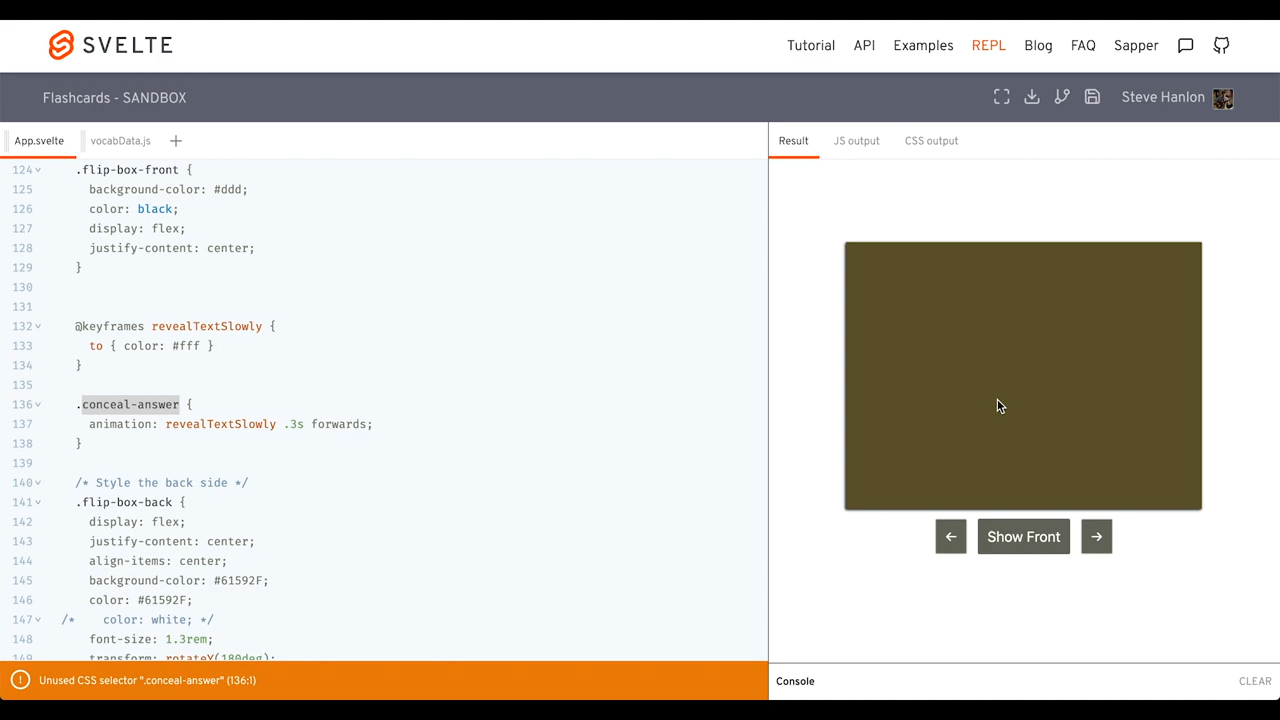 SVELTE
Tutorial API Examples REPL Blog FAQ Sapper
Flashcards - SANDBOX
Steve Hanlon
App.svelte vocabData.js +
Result JS output CSS output
124 .flip-box-front {
125 background-color: #ddd;
126 color: black;
127 display: flex;
128 justify-content: center;
129 }
130
131
132 @keyframes revealTextSlowly {
133 to { color: #fff }
134 }
135
136 .conceal-answer {
137 animation: revealTextSlowly .3s forwards;
138 }
139
140 /* Style the back side */
141 .flip-box-back {
142 display: flex;
143 justify-content: center;
144 align-items: center;
145 background-color: #61592F;
146 color: #61592F;
147 /* color: white; */
148 font-size: 1.3rem;
149 transform: rotateY(180deg);
Unused CSS selector ".conceal-answer" (136:1)
← Show Front →
Console CLEAR